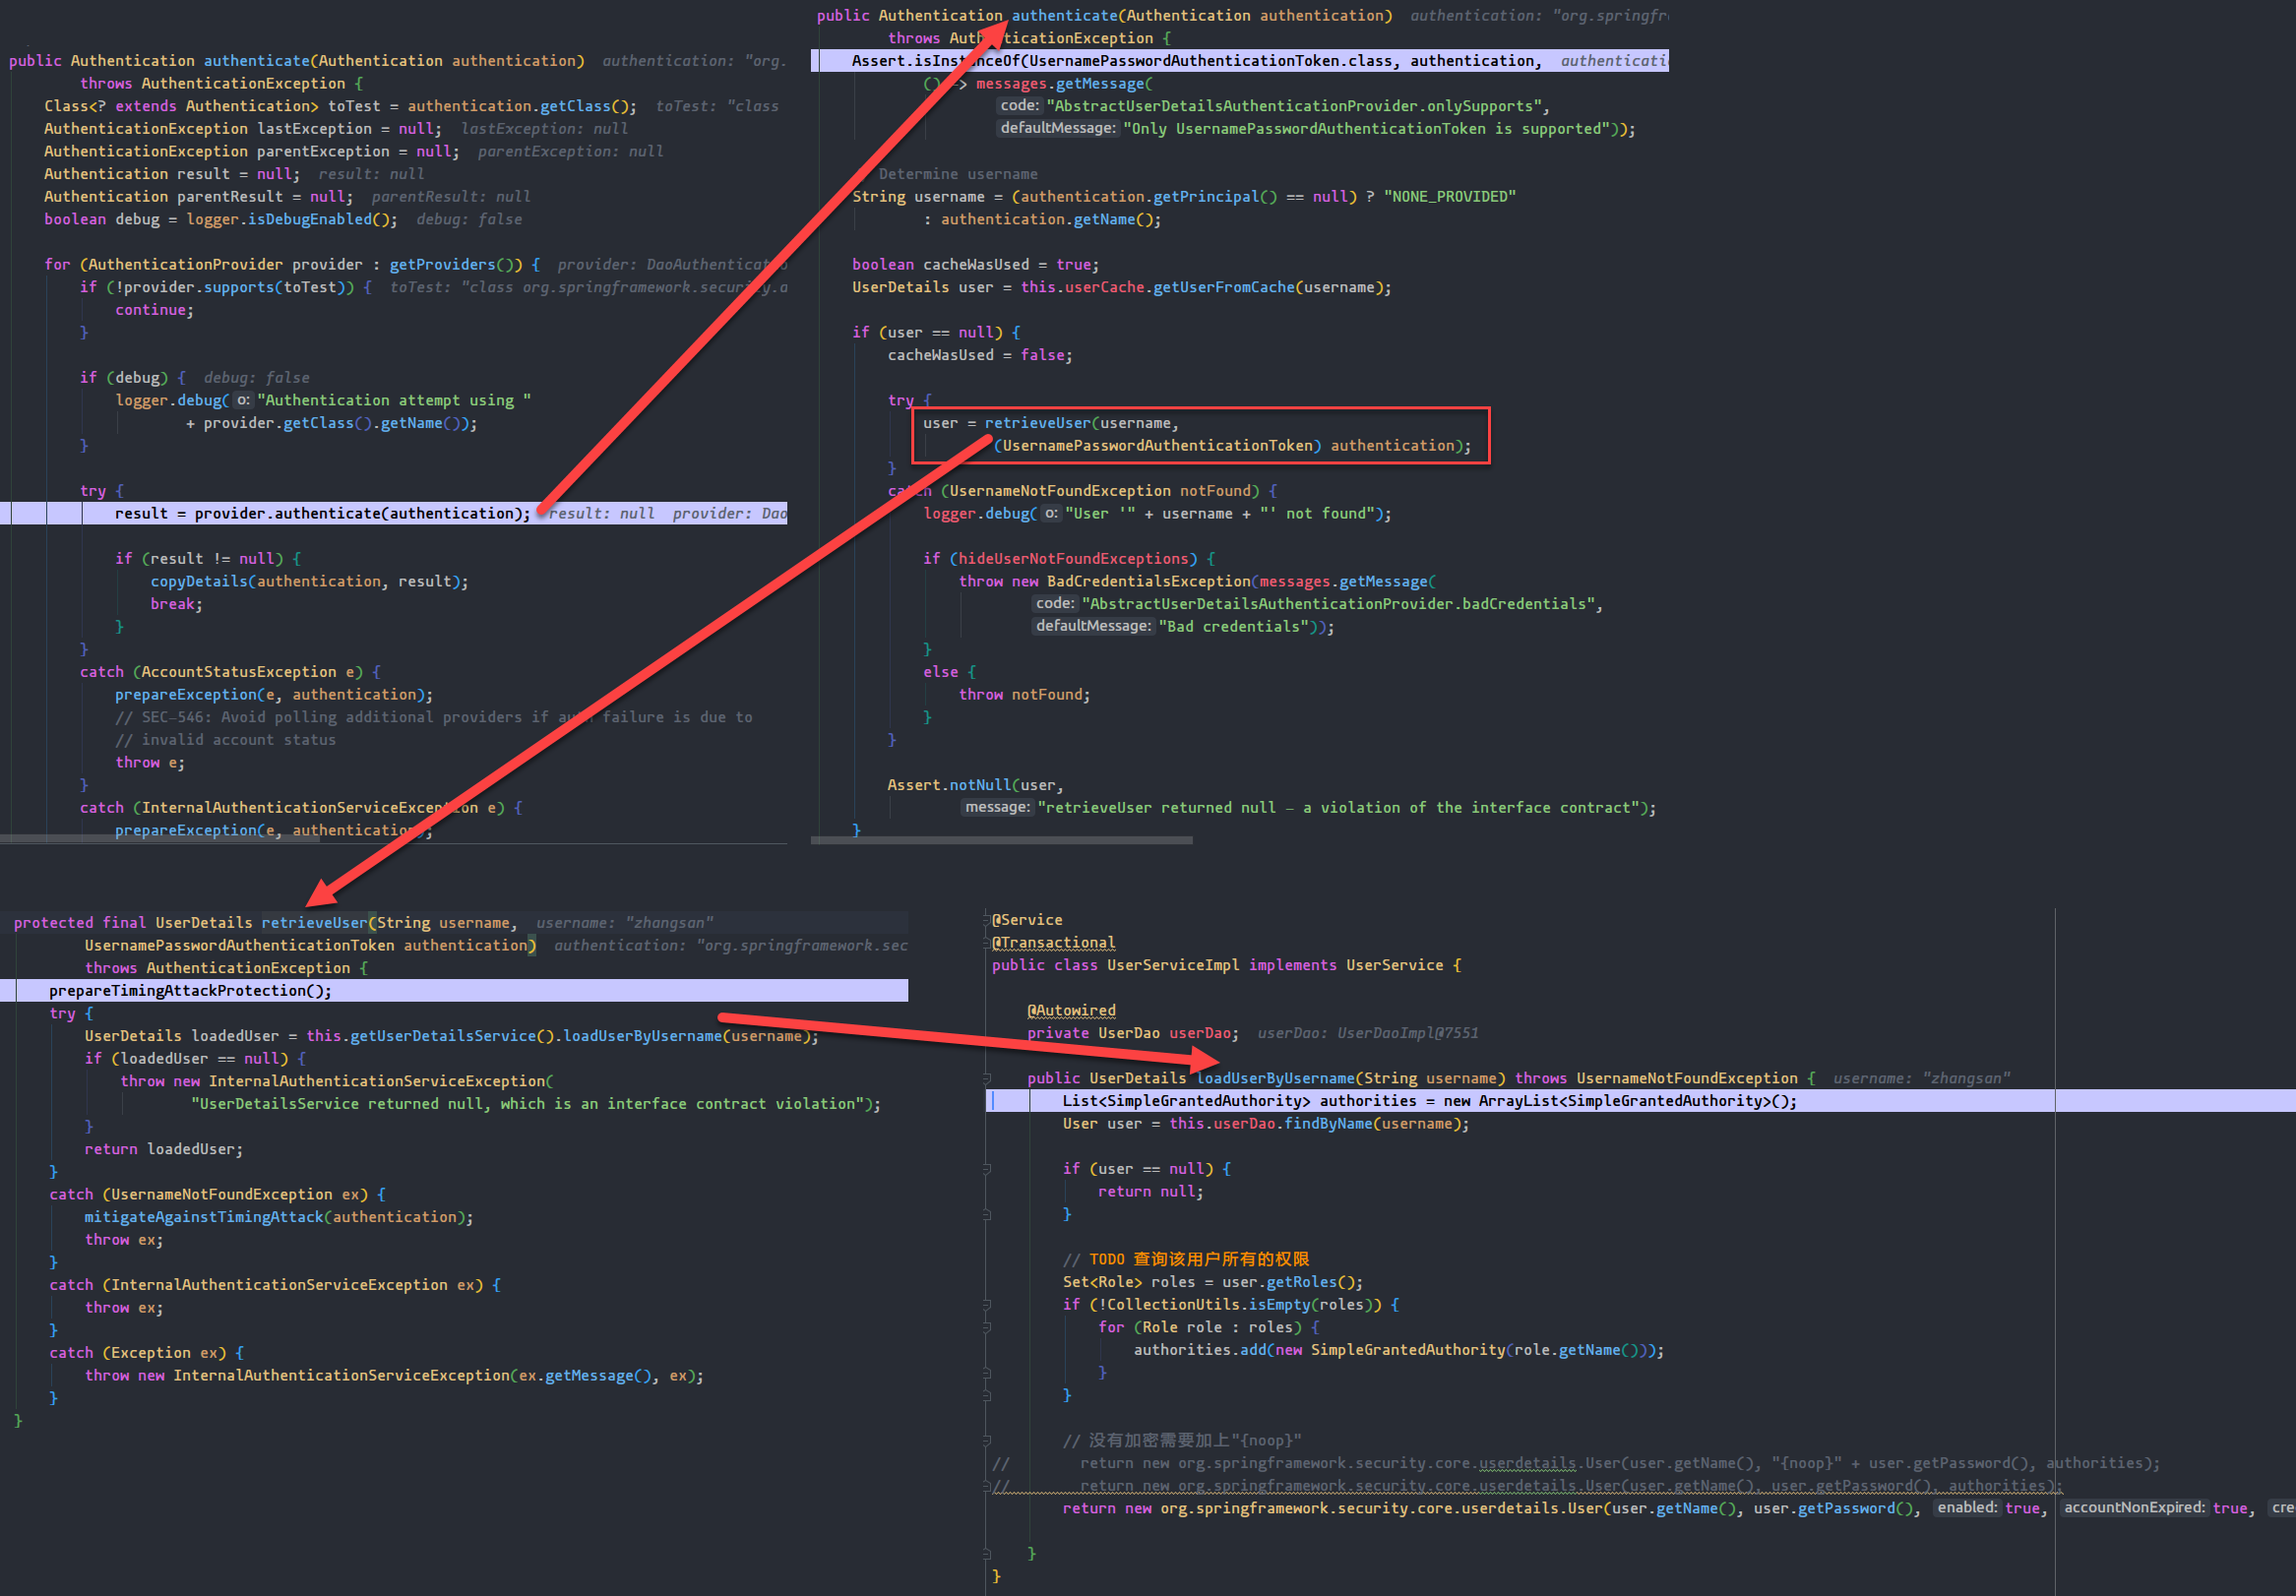 public Authentication authenticate(Authentication authentication)  authentication: "org.
throws AuthenticationException {
Class<? extends Authentication> toTest = authentication.getClass();  toTest: "class
AuthenticationException lastException = null;  lastException: null
AuthenticationException parentException = null;  parentException: null
Authentication result = null;  result: null
Authentication parentResult = null;  parentResult: null
boolean debug = logger.isDebugEnabled();  debug: false
for (AuthenticationProvider provider : getProviders()) {  provider: DaoAuthenticatio
if (!provider.supports(toTest)) {  toTest: "class org.springframework.security.a
continue;
}
if (debug) {  debug: false
logger.debug( o: "Authentication attempt using "
+ provider.getClass().getName());
}
try {
result = provider.authenticate(authentication);  result: null  provider: Dao
if (result != null) {
copyDetails(authentication, result);
break;
}
}
catch (AccountStatusException e) {
prepareException(e, authentication);
// SEC-546: Avoid polling additional providers if auth failure is due to
// invalid account status
throw e;
}
catch (InternalAuthenticationServiceException e) {
prepareException(e, authentication);
public Authentication authenticate(Authentication authentication)  authentication: "org.springfr
throws AuthenticationException {
Assert.isInstanceOf(UsernamePasswordAuthenticationToken.class, authentication,  authenticati
() -> messages.getMessage(
code: "AbstractUserDetailsAuthenticationProvider.onlySupports",
defaultMessage: "Only UsernamePasswordAuthenticationToken is supported"));
Determine username
String username = (authentication.getPrincipal() == null) ? "NONE_PROVIDED"
: authentication.getName();
boolean cacheWasUsed = true;
UserDetails user = this.userCache.getUserFromCache(username);
if (user == null) {
cacheWasUsed = false;
try {
user = retrieveUser(username,
(UsernamePasswordAuthenticationToken) authentication);
}
catch (UsernameNotFoundException notFound) {
logger.debug( o: "User '" + username + "' not found");
if (hideUserNotFoundExceptions) {
throw new BadCredentialsException(messages.getMessage(
code: "AbstractUserDetailsAuthenticationProvider.badCredentials",
defaultMessage: "Bad credentials"));
}
else {
throw notFound;
}
}
Assert.notNull(user,
message: "retrieveUser returned null – a violation of the interface contract");
}
protected final UserDetails retrieveUser(String username,  username: "zhangsan"
UsernamePasswordAuthenticationToken authentication)  authentication: "org.springframework.sec
throws AuthenticationException {
prepareTimingAttackProtection();
try {
UserDetails loadedUser = this.getUserDetailsService().loadUserByUsername(username);
if (loadedUser == null) {
throw new InternalAuthenticationServiceException(
"UserDetailsService returned null, which is an interface contract violation");
}
return loadedUser;
}
catch (UsernameNotFoundException ex) {
mitigateAgainstTimingAttack(authentication);
throw ex;
}
catch (InternalAuthenticationServiceException ex) {
throw ex;
}
catch (Exception ex) {
throw new InternalAuthenticationServiceException(ex.getMessage(), ex);
}
}
@Service
@Transactional
public class UserServiceImpl implements UserService {
@Autowired
private UserDao userDao;  userDao: UserDaoImpl@7551
public UserDetails loadUserByUsername(String username) throws UsernameNotFoundException {  username: "zhangsan"
List<SimpleGrantedAuthority> authorities = new ArrayList<SimpleGrantedAuthority>();
User user = this.userDao.findByName(username);
if (user == null) {
return null;
}
// TODO 查询该用户所有的权限
Set<Role> roles = user.getRoles();
if (!CollectionUtils.isEmpty(roles)) {
for (Role role : roles) {
authorities.add(new SimpleGrantedAuthority(role.getName()));
}
}
// 没有加密需要加上"{noop}"
//  return new org.springframework.security.core.userdetails.User(user.getName(), "{noop}" + user.getPassword(), authorities);
//  return new org.springframework.security.core.userdetails.User(user.getName(), user.getPassword(), authorities);
return new org.springframework.security.core.userdetails.User(user.getName(), user.getPassword(),  enabled: true,  accountNonExpired: true,  cre
}
}